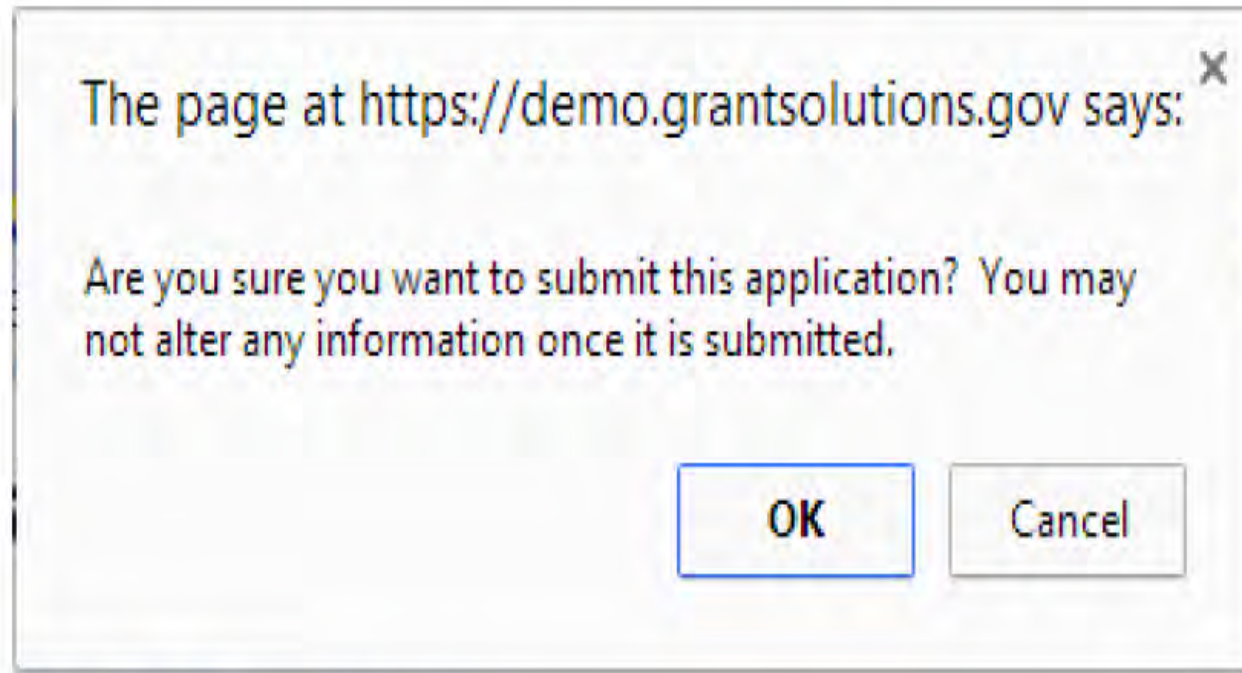 The page at https://demo.grantsolutions.gov says:
x
Are you sure you want to submit this application?  You may
not alter any information once it is submitted.
OK
Cancel